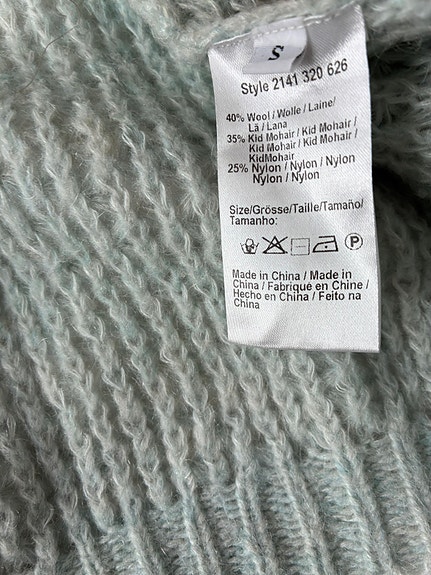 S
Style 2141 320 626
40% Wool / Wolle / Laine/
Lã / Lana
35% Kid Mohair / Kid Mohair /
Kid Mohair / Kid Mohair /
KidMohair
25% Nylon / Nylon / Nylon
Nylon / Nylon
Size/Grösse/Taille/Tamaño/
Tamanho:
P
Made in China / Made in
China / Fabriqué en Chine /
Hecho en China / Feito na
China